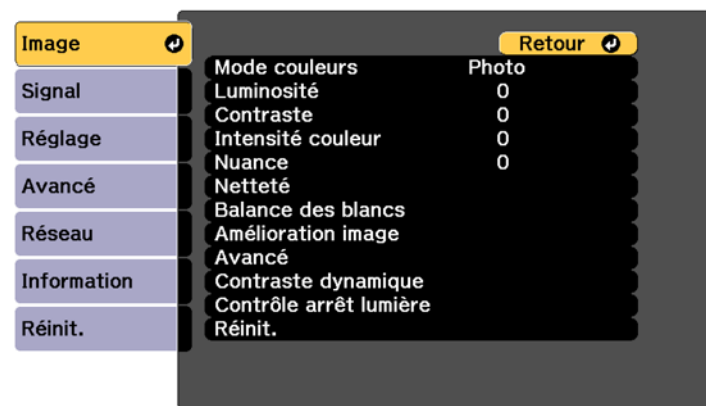 Image
Signal
Réglage
Avancé
Réseau
Information
Réinit.
Retour
Mode couleurs Photo
Luminosité 0
Contraste 0
Intensité couleur 0
Nuance 0
Netteté
Balance des blancs
Amélioration image
Avancé
Contraste dynamique
Contrôle arrêt lumière
Réinit.